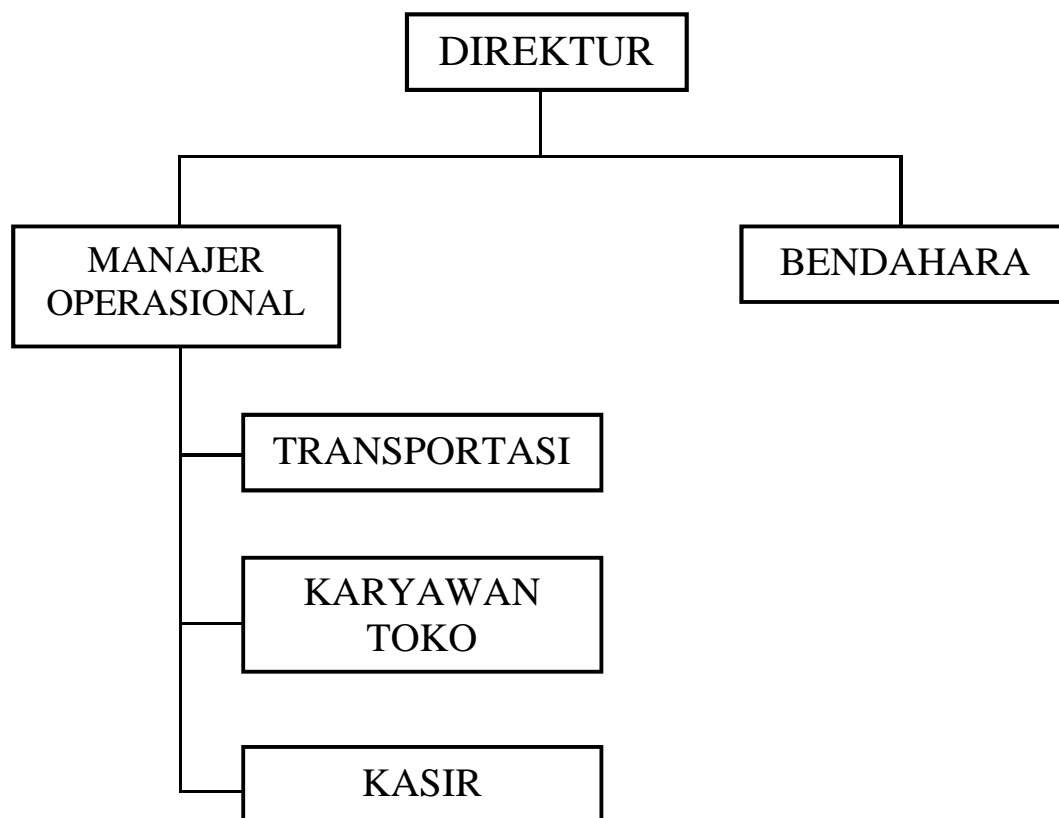 DIREKTUR
MANAJER
OPERASIONAL
BENDAHARA
TRANSPORTASI
KARYAWAN
TOKO
KASIR